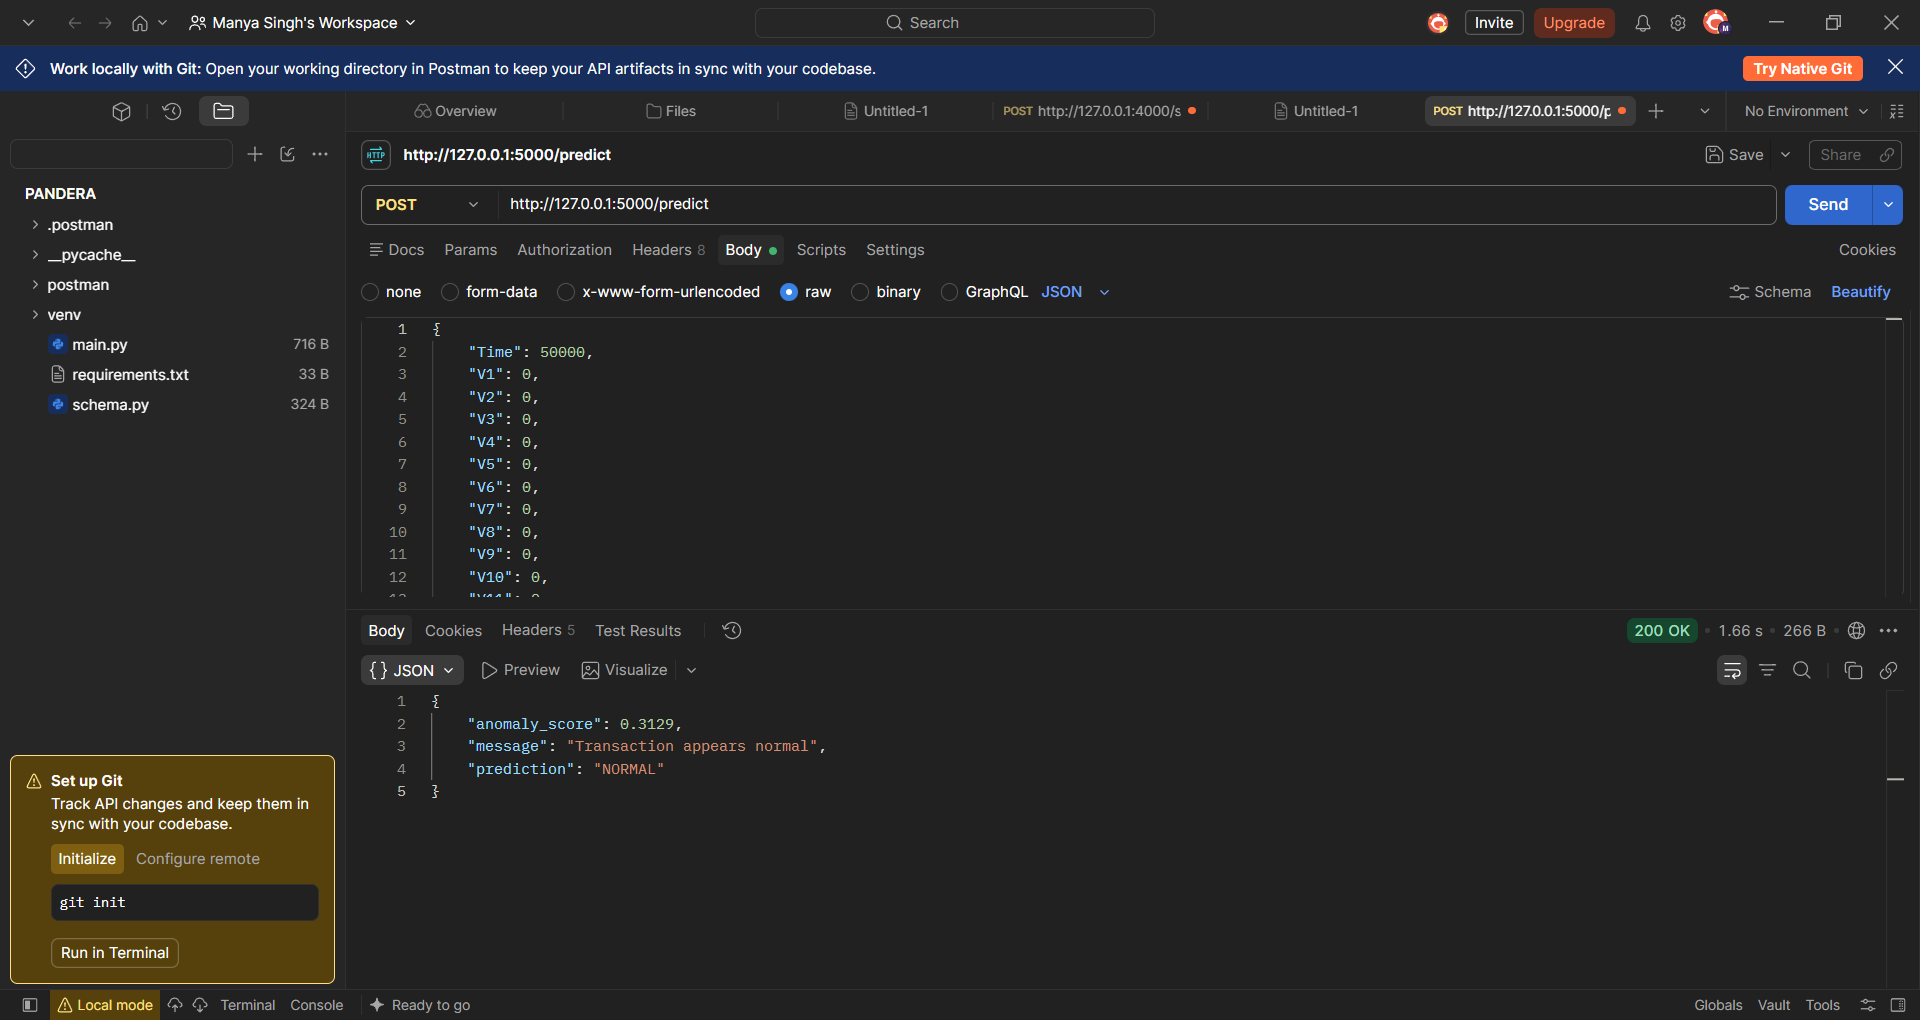 Manya Singh's Workspace
Search
Invite
Upgrade
M
Work locally with Git: Open your working directory in Postman to keep your API artifacts in sync with your codebase.
Try Native Git
Overview
Files
Untitled-1
POST http://127.0.0.1:4000/s
Untitled-1
POST http://127.0.0.1:5000/p
No Environment
HTTP
http://127.0.0.1:5000/predict
Save
Share
PANDERA
.postman
__pycache__
postman
venv
main.py 716 B
requirements.txt 33 B
schema.py 324 B
POST
http://127.0.0.1:5000/predict
Send
Docs Params Authorization Headers 8 Body Scripts Settings
Cookies
none form-data x-www-form-urlencoded raw binary GraphQL JSON
Schema
Beautify
1 {
2 "Time": 50000,
3 "V1": 0,
4 "V2": 0,
5 "V3": 0,
6 "V4": 0,
7 "V5": 0,
8 "V6": 0,
9 "V7": 0,
10 "V8": 0,
11 "V9": 0,
12 "V10": 0,
Body Cookies Headers 5 Test Results
200 OK 1.66 s 266 B
{} JSON
Preview
Visualize
1 {
2 "anomaly_score": 0.3129,
3 "message": "Transaction appears normal",
4 "prediction": "NORMAL"
5 }
Set up Git
Track API changes and keep them in
sync with your codebase.
Initialize Configure remote
git init
Run in Terminal
Local mode
Terminal
Console
Ready to go
Globals
Vault
Tools